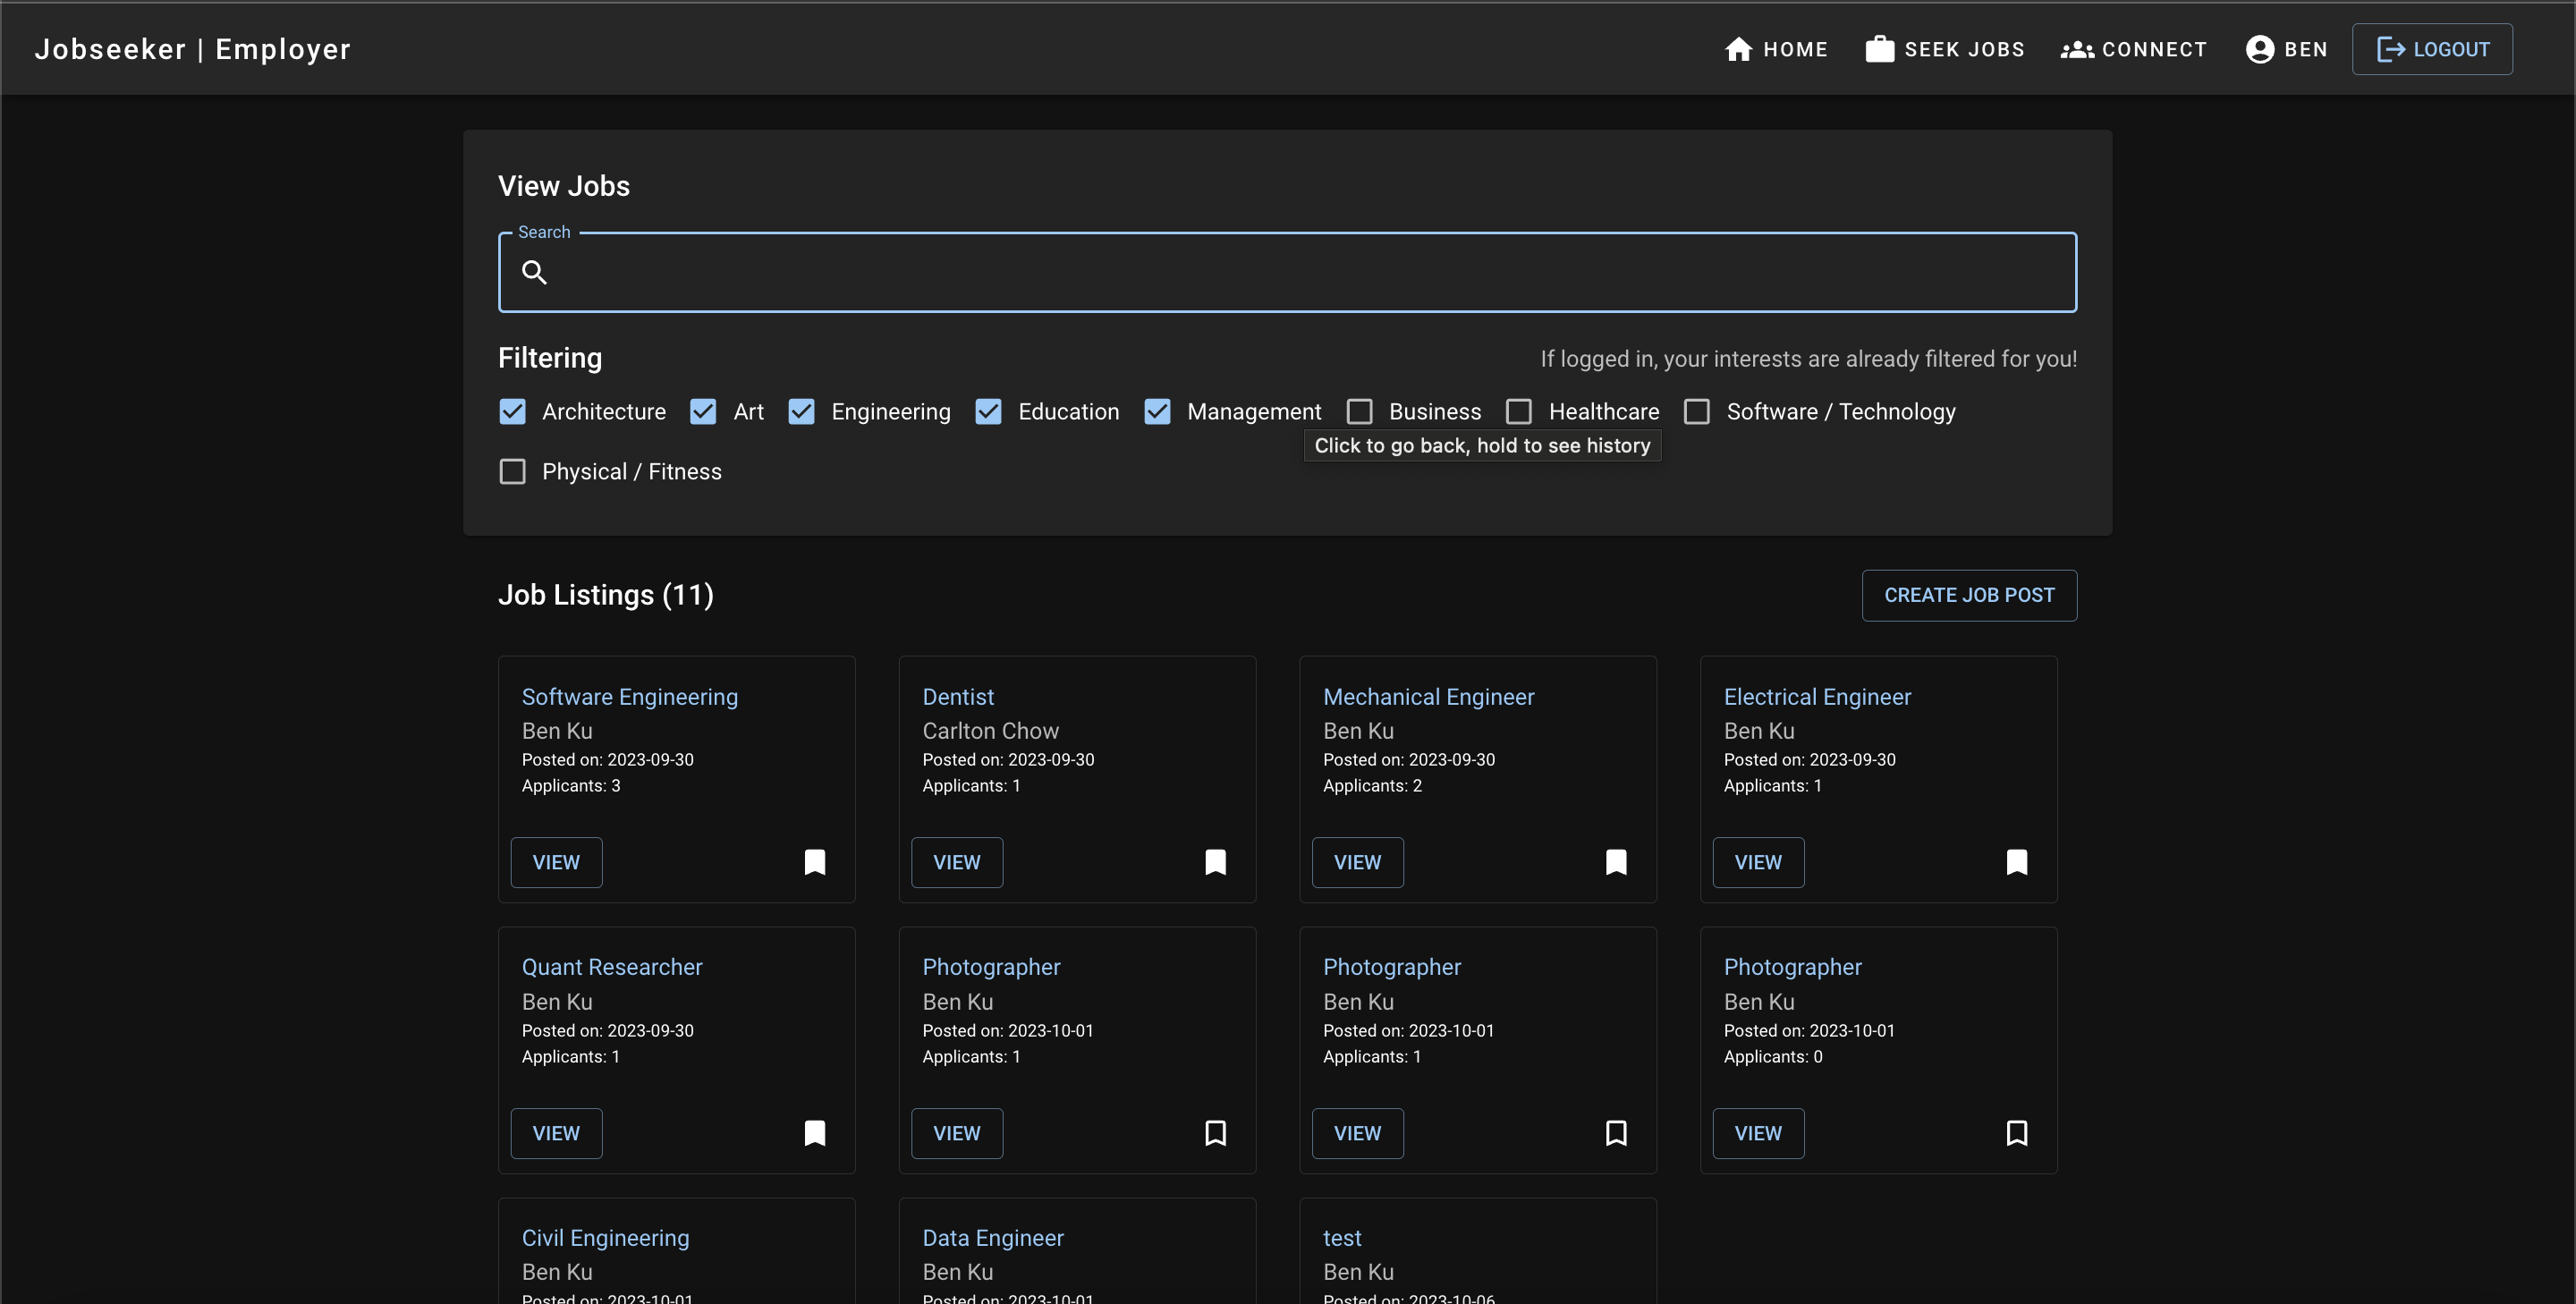 Jobseeker | Employer
HOME SEEK JOBS CONNECT BEN LOGOUT
View Jobs
Search
Filtering If logged in, your interests are already filtered for you!
Architecture Art Engineering Education Management Business Healthcare Software / Technology
Click to go back, hold to see history
Physical / Fitness
Job Listings (11) CREATE JOB POST
Software Engineering
Ben Ku
Posted on: 2023-09-30
Applicants: 3
VIEW
Dentist
Carlton Chow
Posted on: 2023-09-30
Applicants: 1
VIEW
Mechanical Engineer
Ben Ku
Posted on: 2023-09-30
Applicants: 2
VIEW
Electrical Engineer
Ben Ku
Posted on: 2023-09-30
Applicants: 1
VIEW
Quant Researcher
Ben Ku
Posted on: 2023-09-30
Applicants: 1
VIEW
Photographer
Ben Ku
Posted on: 2023-10-01
Applicants: 1
VIEW
Photographer
Ben Ku
Posted on: 2023-10-01
Applicants: 1
VIEW
Photographer
Ben Ku
Posted on: 2023-10-01
Applicants: 0
VIEW
Civil Engineering
Ben Ku
Posted on: 2023-10-01
Data Engineer
Ben Ku
Posted on: 2023-10-01
test
Ben Ku
Posted on: 2023-10-06